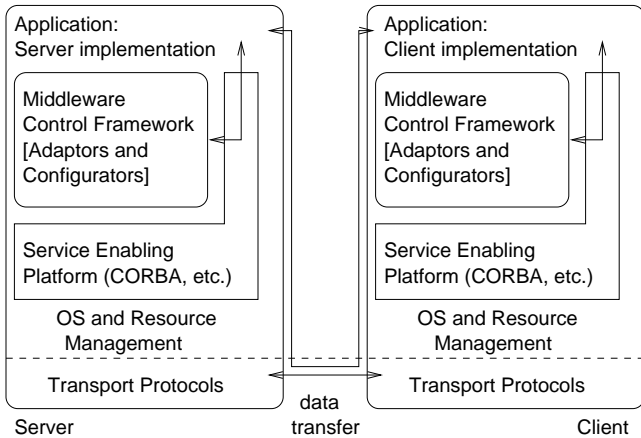 Application:
Server implementation
Middleware
Control Framework
[Adaptors and
Configurators]
Service Enabling
Platform (CORBA, etc.)
OS and Resource
Management
Transport Protocols
Server
data
transfer
Application:
Client implementation
Middleware
Control Framework
[Adaptors and
Configurators]
Service Enabling
Platform (CORBA, etc.)
OS and Resource
Management
Transport Protocols
Client